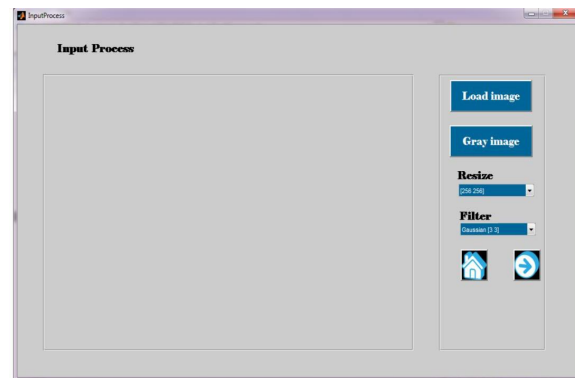 InputProcess
Input Process
Load image
Gray image
Resize
[256 256]
Filter
Gaussian [3 3]